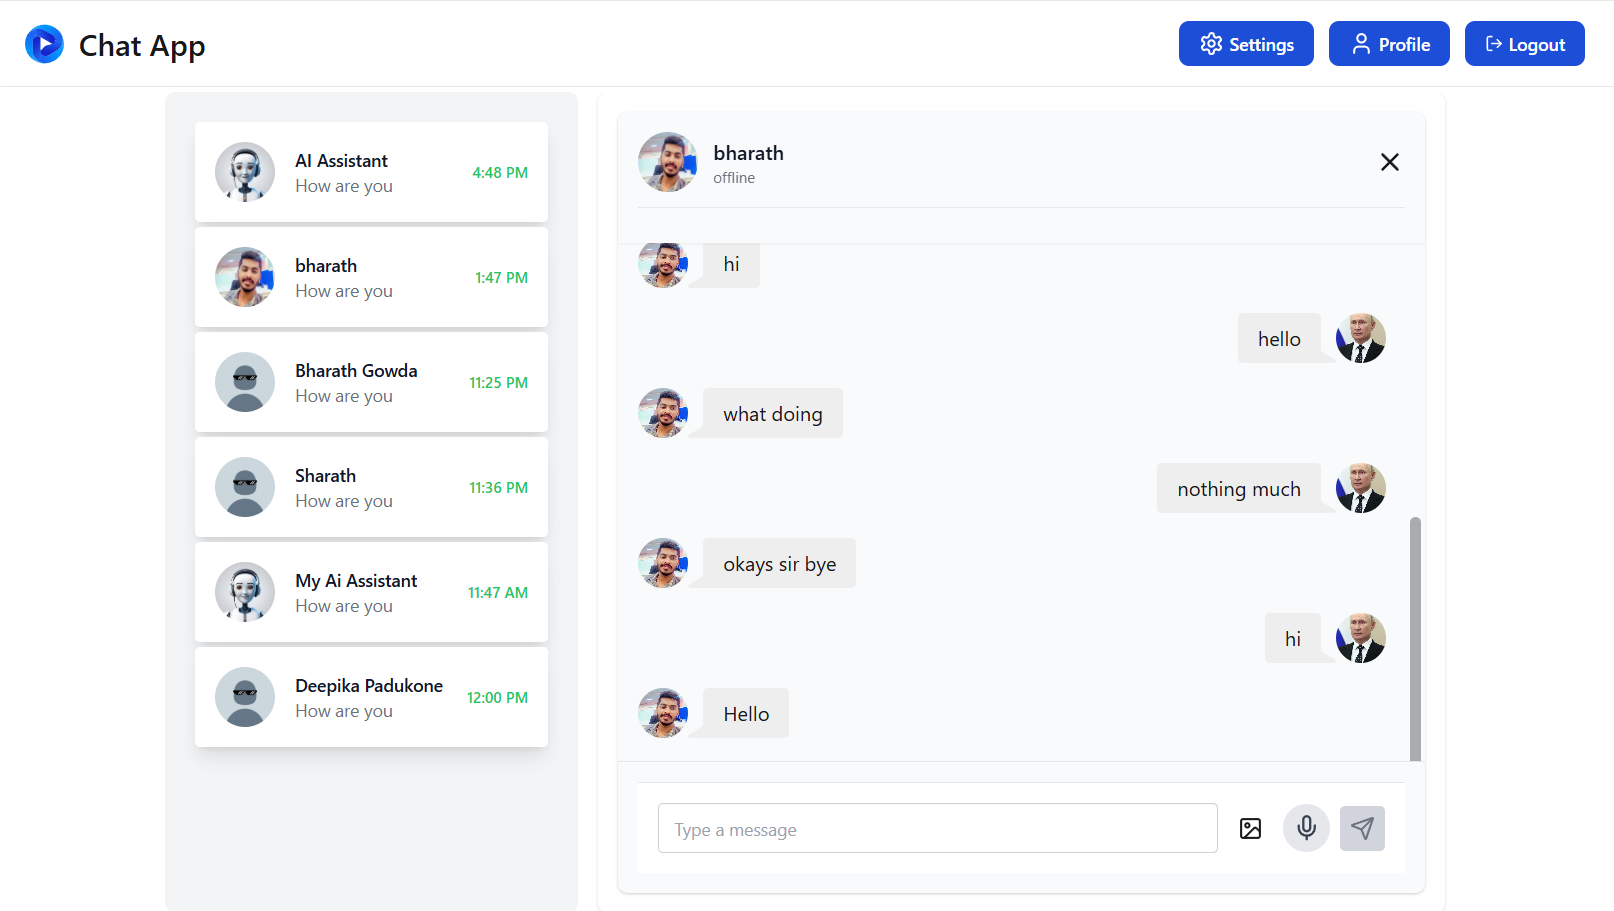 Chat App
Settings
Profile
Logout
AI Assistant
How are you
4:48 PM
bharath
How are you
1:47 PM
Bharath Gowda
How are you
11:25 PM
Sharath
How are you
11:36 PM
My Ai Assistant
How are you
11:47 AM
Deepika Padukone
How are you
12:00 PM
bharath
offline
hi
hello
what doing
nothing much
okays sir bye
hi
Hello
Type a message